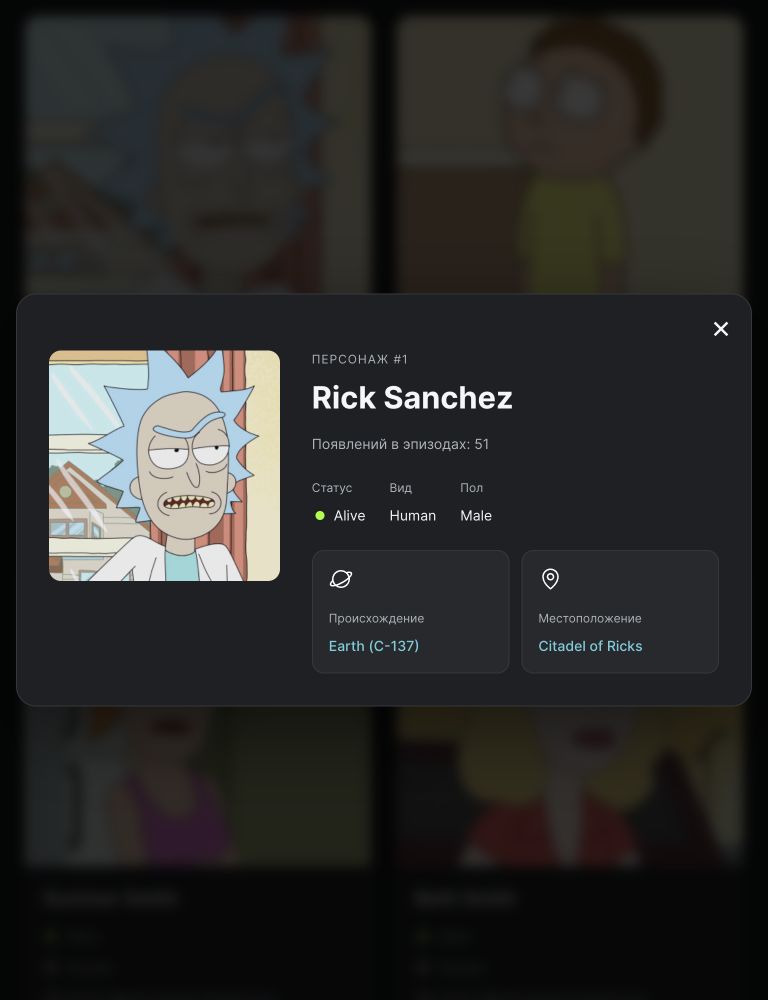 ПЕРСОНАЖ #1
Rick Sanchez
Появлений в эпизодах: 51
Статус Вид Пол
Alive Human Male
Происхождение Местоположение
Earth (C-137) Citadel of Ricks